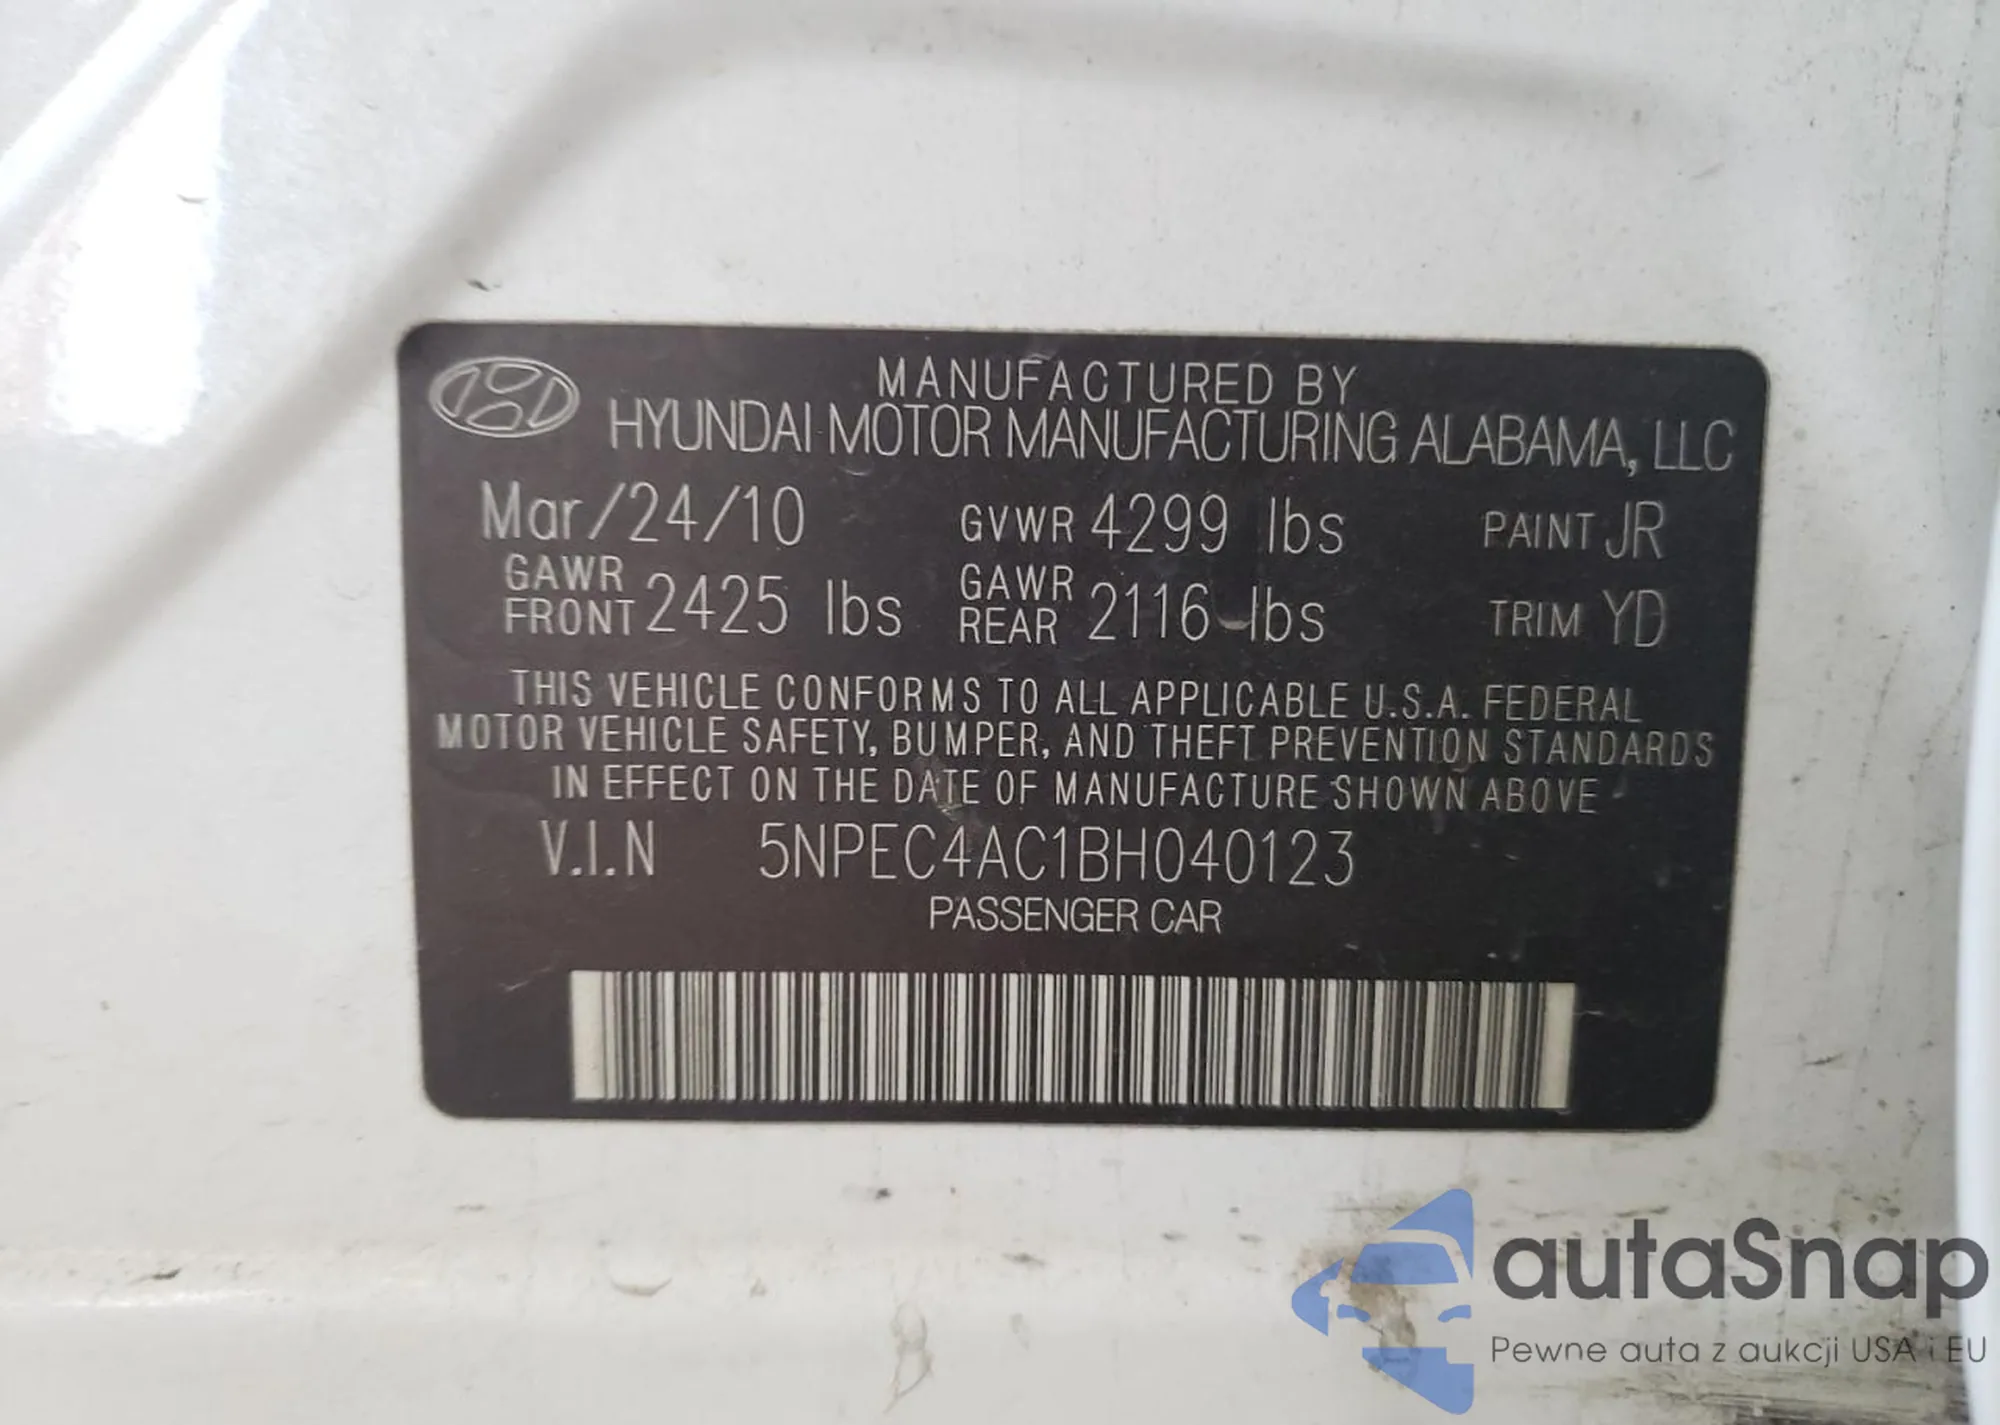 MANUFACTURED BY
HYUNDAI MOTOR MANUFACTURING ALABAMA, LLC
Mar/24/10 GVWR 4299 lbs PAINT JR
GAWR FRONT 2425 lbs GAWR REAR 2116 lbs TRIM YD
THIS VEHICLE CONFORMS TO ALL APPLICABLE U.S.A. FEDERAL
MOTOR VEHICLE SAFETY, BUMPER, AND THEFT PREVENTION STANDARDS
IN EFFECT ON THE DATE OF MANUFACTURE SHOWN ABOVE
V.I.N 5NPEC4AC1BH040123
PASSENGER CAR
autaSnap
Pewne auta z aukcji USA i EU